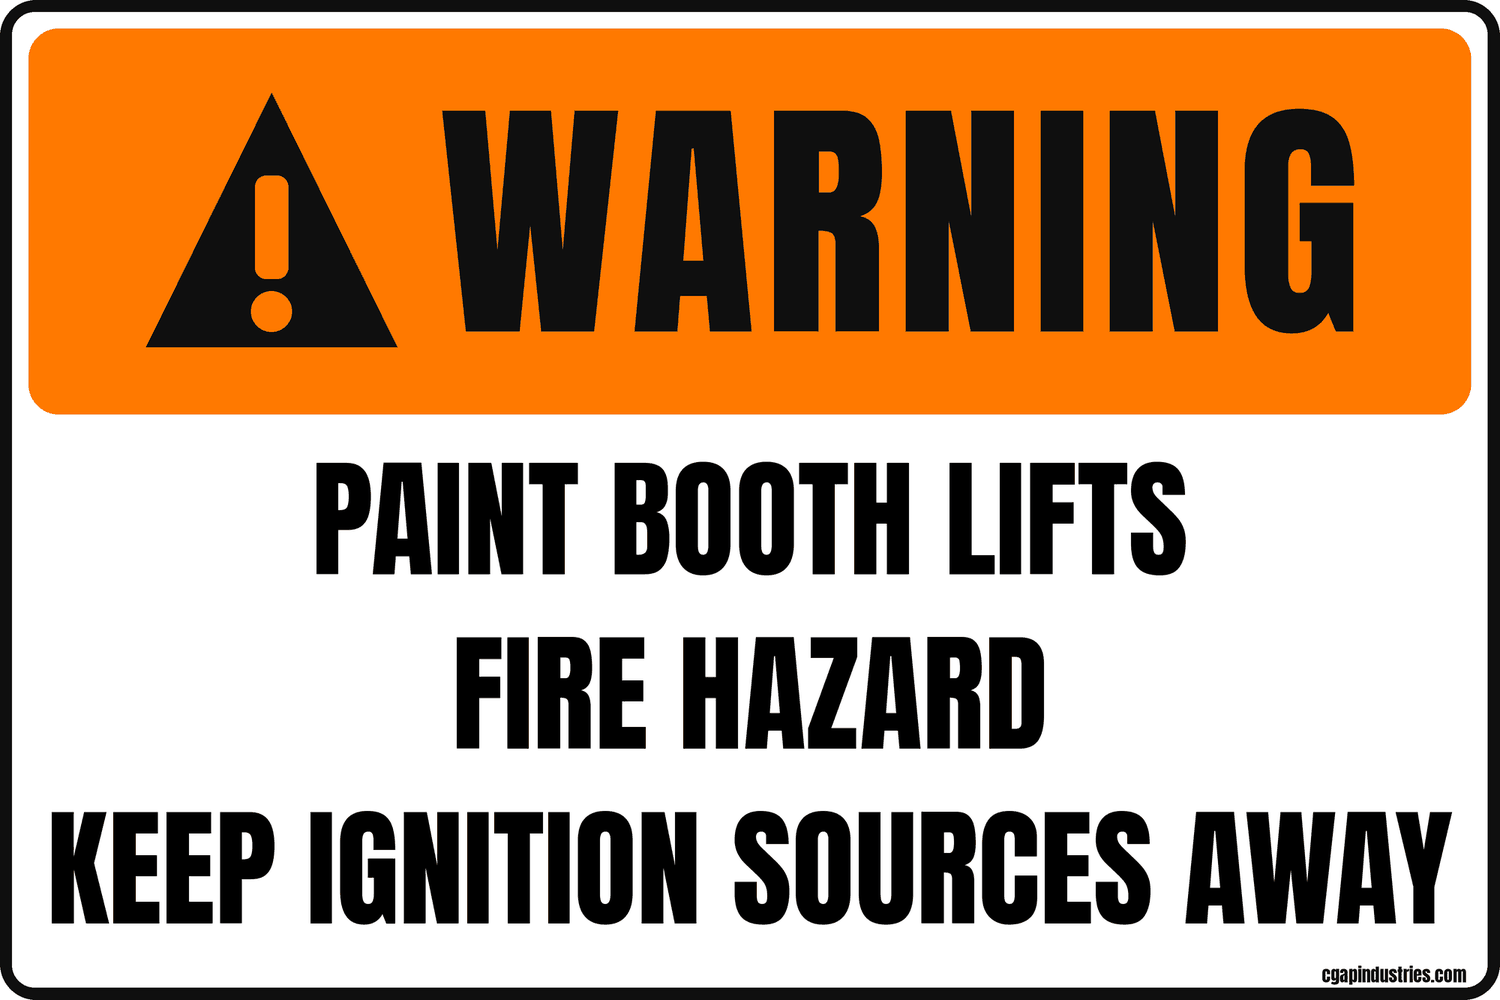 WARNING
PAINT BOOTH LIFTS
FIRE HAZARD
KEEP IGNITION SOURCES AWAY
cgapindustries.com